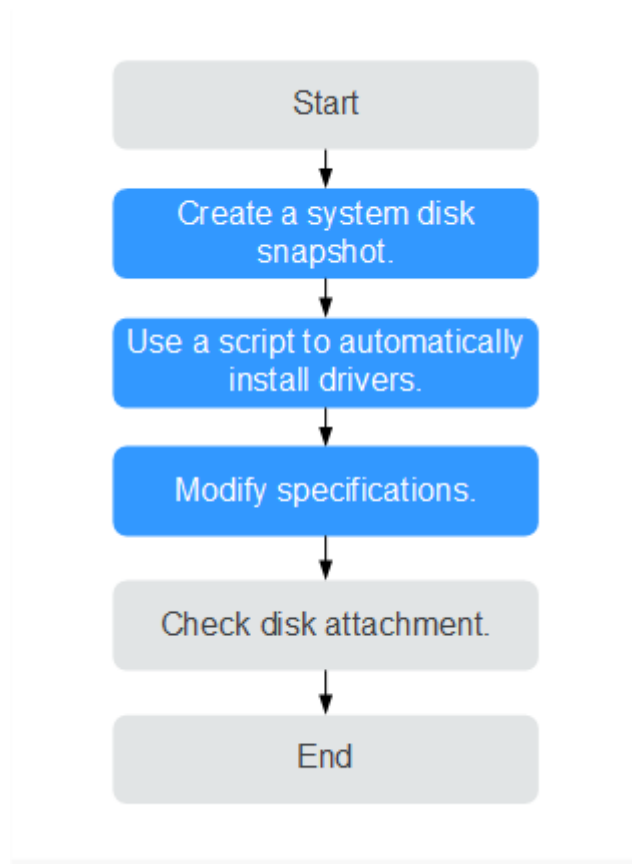 Start
Create a system disk
snapshot.
Use a script to automatically
install drivers.
Modify specifications.
Check disk attachment.
End